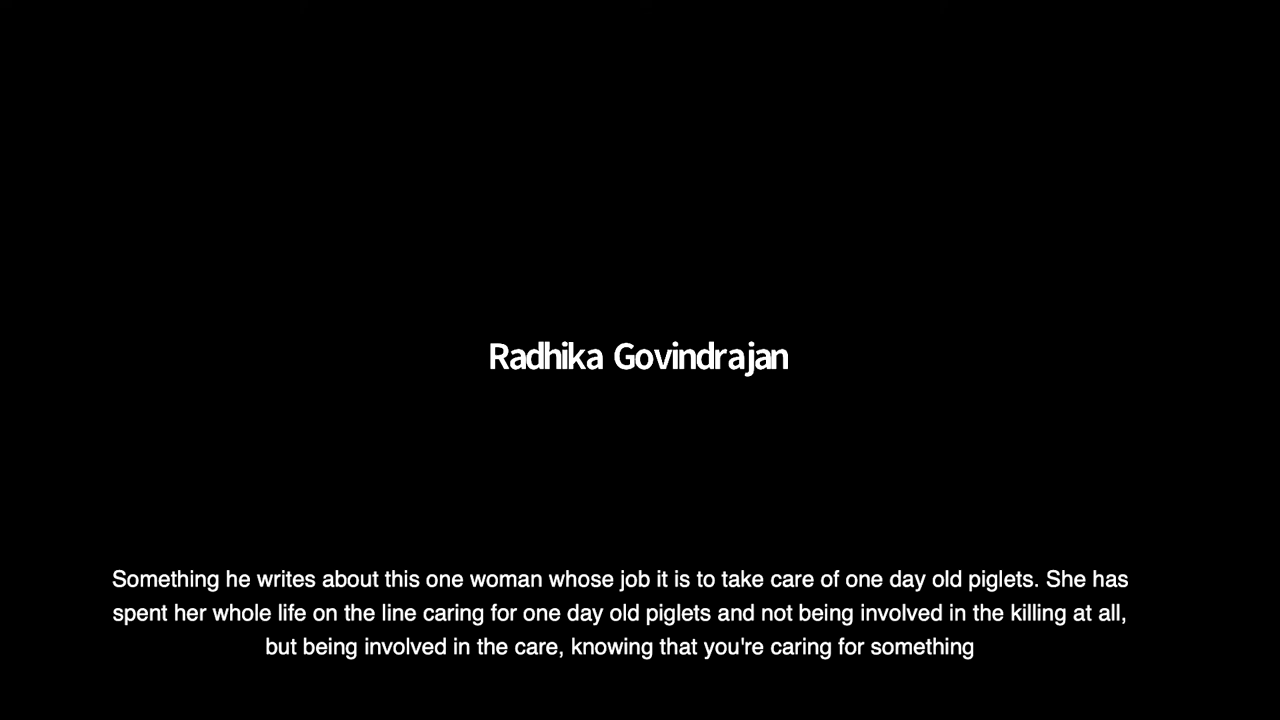 Radhika Govindrajan
Something he writes about this one woman whose job it is to take care of one day old piglets. She has
spent her whole life on the line caring for one day old piglets and not being involved in the killing at all,
but being involved in the care, knowing that you're caring for something